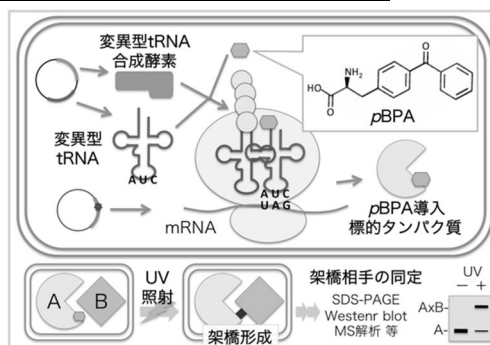 変異型tRNA
合成酵素
変異型
tRNA
AUC
NH₂
O
HO
O
pBPA
AUC
UAG
mRNA
pBPA導入
標的タンパク質
A
B
UV
照射
架橋形成
架橋相手の同定
SDS-PAGE
Westenr blot
MS解析 等
UV
− +
AxB-
A-